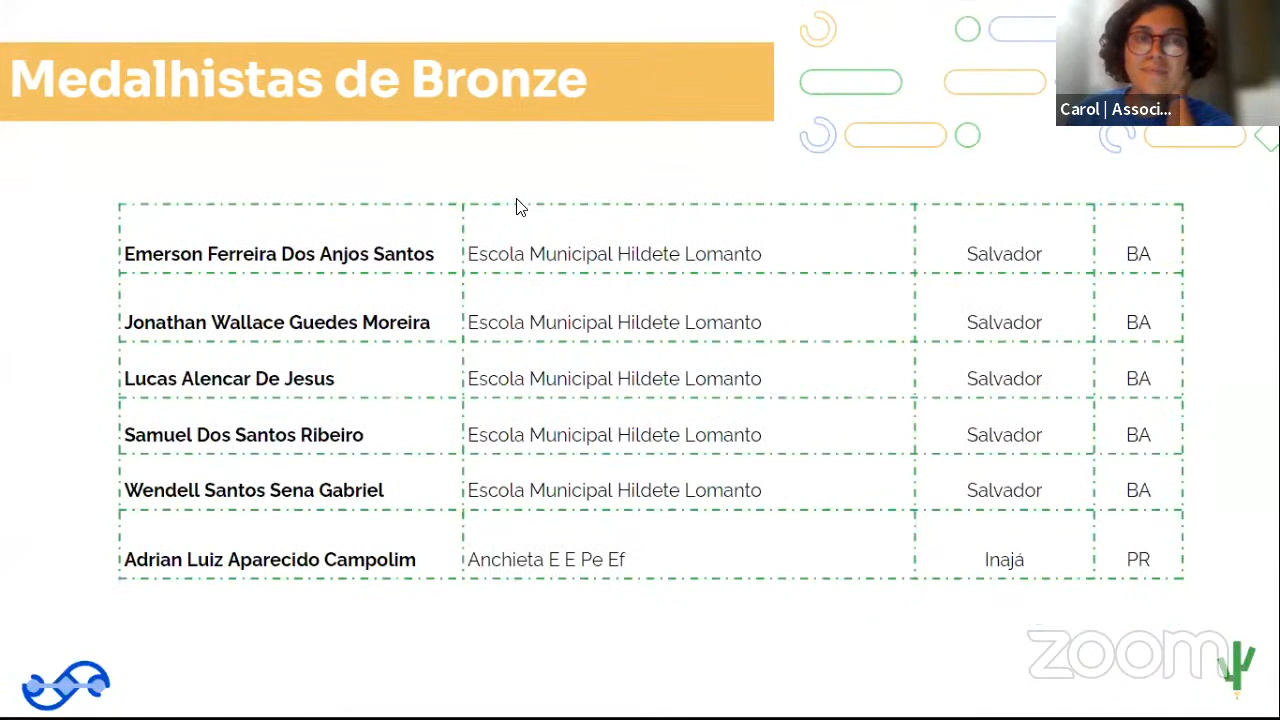 Medalhistas de Bronze
Carol | Associ...
Emerson Ferreira Dos Anjos Santos Escola Municipal Hildete Lomanto Salvador BA
Jonathan Wallace Guedes Moreira Escola Municipal Hildete Lomanto Salvador BA
Lucas Alencar De Jesus Escola Municipal Hildete Lomanto Salvador BA
Samuel Dos Santos Ribeiro Escola Municipal Hildete Lomanto Salvador BA
Wendell Santos Sena Gabriel Escola Municipal Hildete Lomanto Salvador BA
Adrian Luiz Aparecido Campolim Anchieta E E Pe Ef Inajá PR
zoom